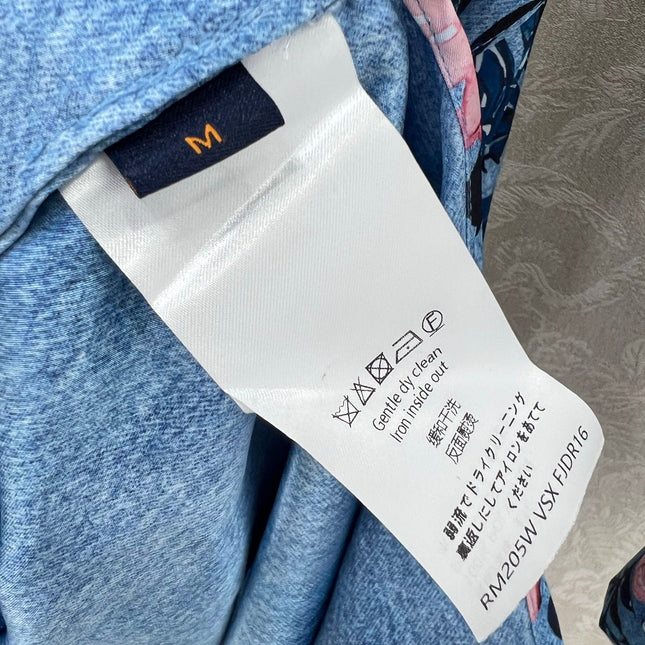 M
F
Gentle dy clean
Iron inside out
缓和干洗
反面熨烫
弱流でドライクリーニング
裏返しにしてアイロンをあてて
ください
RM205W VSX FJDR16